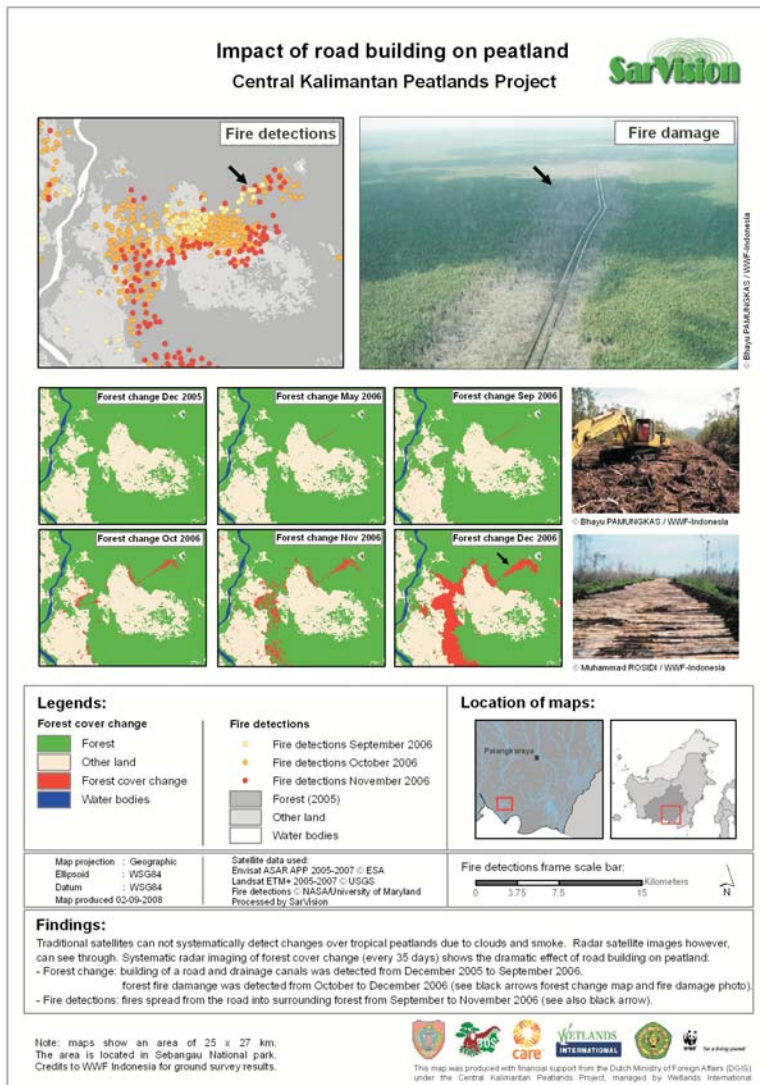 Impact of road building on peatland
Central Kalimantan Peatlands Project
SarVision
Fire detections
Fire damage
© Bhayu PAMUNGKAS / WWF-Indonesia
Forest change Dec 2005
Forest change May 2006
Forest change Sep 2006
© Bhayu PAMUNGKAS / WWF-Indonesia
Forest change Oct 2006
Forest change Nov 2006
Forest change Dec 2006
© Muhammad ROSIDI / WWF-Indonesia
Legends:
Forest cover change
Forest
Other land
Forest cover change
Water bodies
Fire detections
Fire detections September 2006
Fire detections October 2006
Fire detections November 2006
Forest (2005)
Other land
Water bodies
Location of maps:
Palangkaraya
Map projection : Geographic
Ellipsoid : WSG84
Datum : WSG84
Map produced 02-09-2008
Satellite data used:
Envisat ASAR APP 2005-2007 © ESA
Landsat ETM+ 2005-2007 © USGS
Fire detections © NASA/University of Maryland
Processed by SarVision
Fire detections frame scale bar:
Kilometers
0 3.75 7.5 15
N
Findings:
Traditional satellites can not systematically detect changes over tropical peatlands due to clouds and smoke. Radar satellite images however,
can see through. Systematic radar imaging of forest cover change (every 35 days) shows the dramatic effect of road building on peatland:
- Forest change: building of a road and drainage canals was detected from December 2005 to September 2006.
forest fire damange was detected from October to December 2006 (see black arrows forest change map and fire damage photo).
- Fire detections: fires spread from the road into surrounding forest from September to November 2006 (see also black arrow).
Note: maps show an area of 25 x 27 km.
The area is located in Sebangau National park.
Credits to WWF Indonesia for ground survey results.
BOS
care
WETLANDS
INTERNATIONAL
WWF
for a living planet
This map was produced with financial support from the Dutch Ministry of Foreign Affairs (DGIS)
under the Central Kalimantan Peatlands Project, managed by Wetlands International